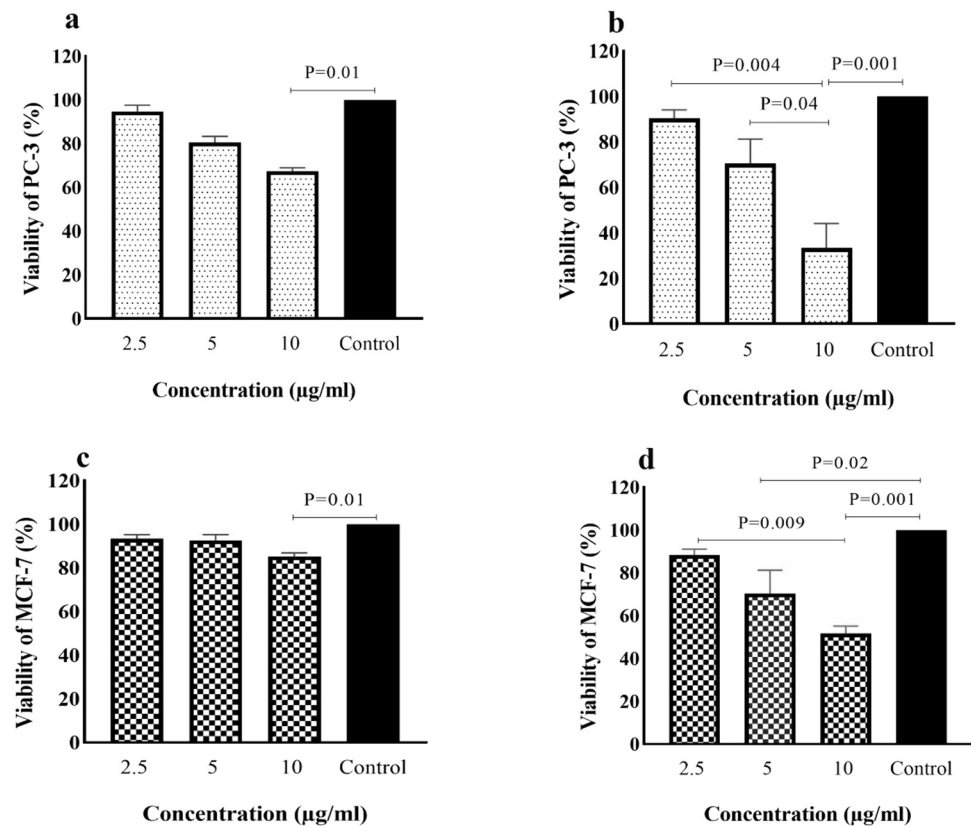 a
P=0.01
Viability of PC-3 (%)
120
100
80
60
40
20
0
2.5 5 10 Control
Concentration (µg/ml)
b
P=0.004 P=0.001
P=0.04
Viability of PC-3 (%)
120
100
80
60
40
20
0
2.5 5 10 Control
Concentration (µg/ml)
c
P=0.01
Viability of MCF-7 (%)
120
100
80
60
40
20
0
2.5 5 10 Control
Concentration (µg/ml)
d
P=0.02
P=0.001
P=0.009
Viability of MCF-7 (%)
120
100
80
60
40
20
0
2.5 5 10 Control
Concentration (µg/ml)